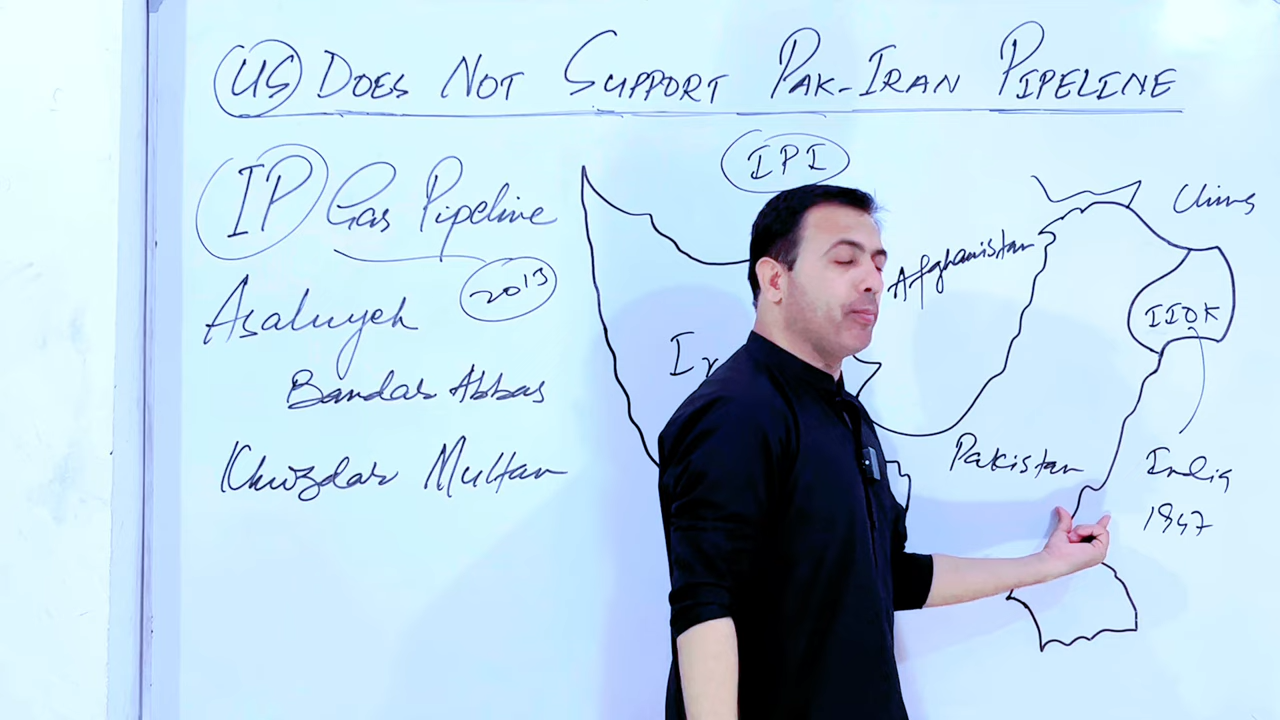 US DOES NOT SUPPORT PAK-IRAN PIPELINE
IPI
IP Gas Pipeline
2013
Asaluyeh
Bandar Abbas
Khuzdar Multan
Ir
Afghanistan
China
IIOK
Pakistan
India
1947